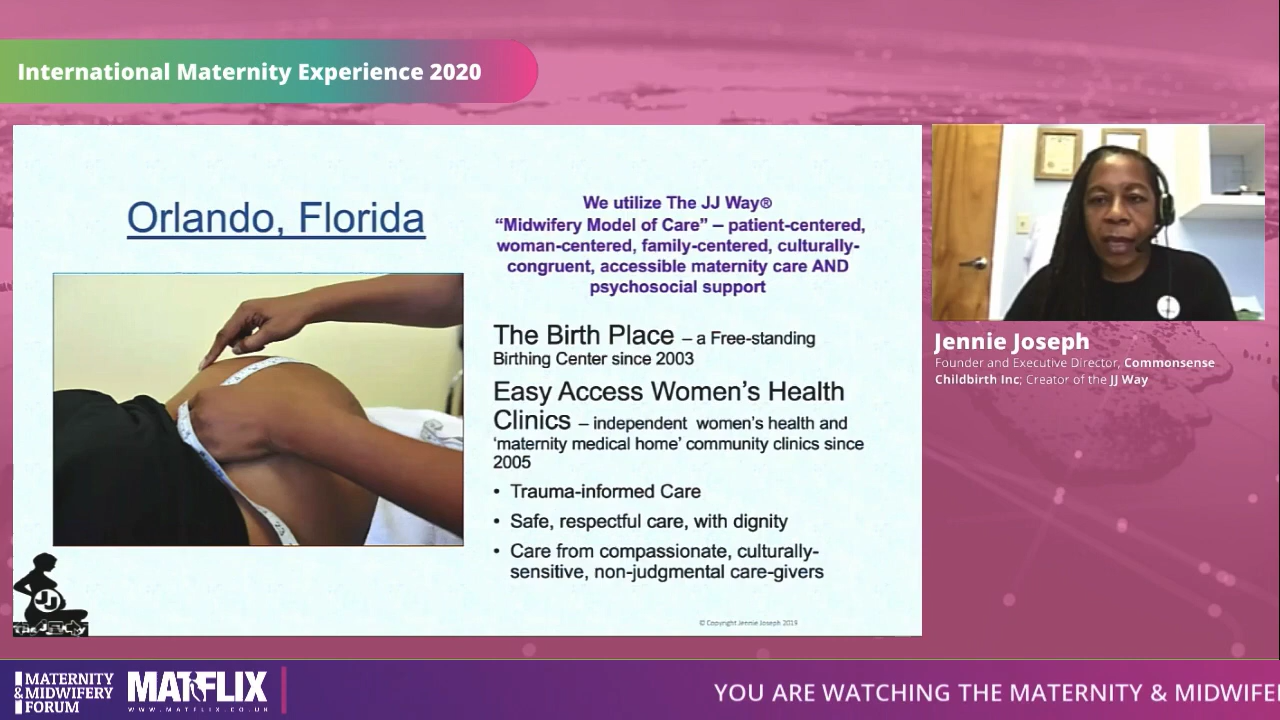 International Maternity Experience 2020
Orlando, Florida
We utilize The JJ Way®
“Midwifery Model of Care” – patient-centered,
woman-centered, family-centered, culturally-
congruent, accessible maternity care AND
psychosocial support
The Birth Place – a Free-standing
Birthing Center since 2003
Easy Access Women’s Health
Clinics – independent women’s health and
‘maternity medical home’ community clinics since
2005
• Trauma-informed Care
• Safe, respectful care, with dignity
• Care from compassionate, culturally-
sensitive, non-judgmental care-givers
© Copyright Jennie Joseph 2019
JJ
The JJ Way
Jennie Joseph
Founder and Executive Director, Commonsense
Childbirth Inc; Creator of the JJ Way
MATERNITY
&MIDWIFERY
FORUM
MATFLIX
WWW.MATFLIX.CO.UK
YOU ARE WATCHING THE MATERNITY & MIDWIFE